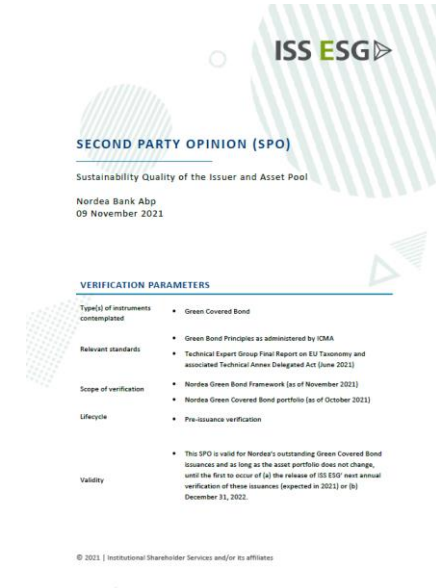 ISS ESG
SECOND PARTY OPINION (SPO)
Sustainability Quality of the Issuer and Asset Pool
Nordea Bank Abp
09 November 2021
VERIFICATION PARAMETERS
Type(s) of instruments
contemplated
• Green Covered Bond
Relevant standards
• Green Bond Principles as administered by ICMA
• Technical Expert Group Final Report on EU Taxonomy and
associated Technical Annex Delegated Act (June 2021)
Scope of verification
• Nordea Green Bond Framework (as of November 2021)
• Nordea Green Covered Bond portfolio (as of October 2021)
Lifecycle
• Pre-issuance verification
Validity
• This SPO is valid for Nordea's outstanding Green Covered Bond
issuances and as long as the asset portfolio does not change,
until the first to occur of (a) the release of ISS ESG' next annual
verification of these issuances (expected in 2021) or (b)
December 31, 2022.
© 2021 | Institutional Shareholder Services and/or its affiliates